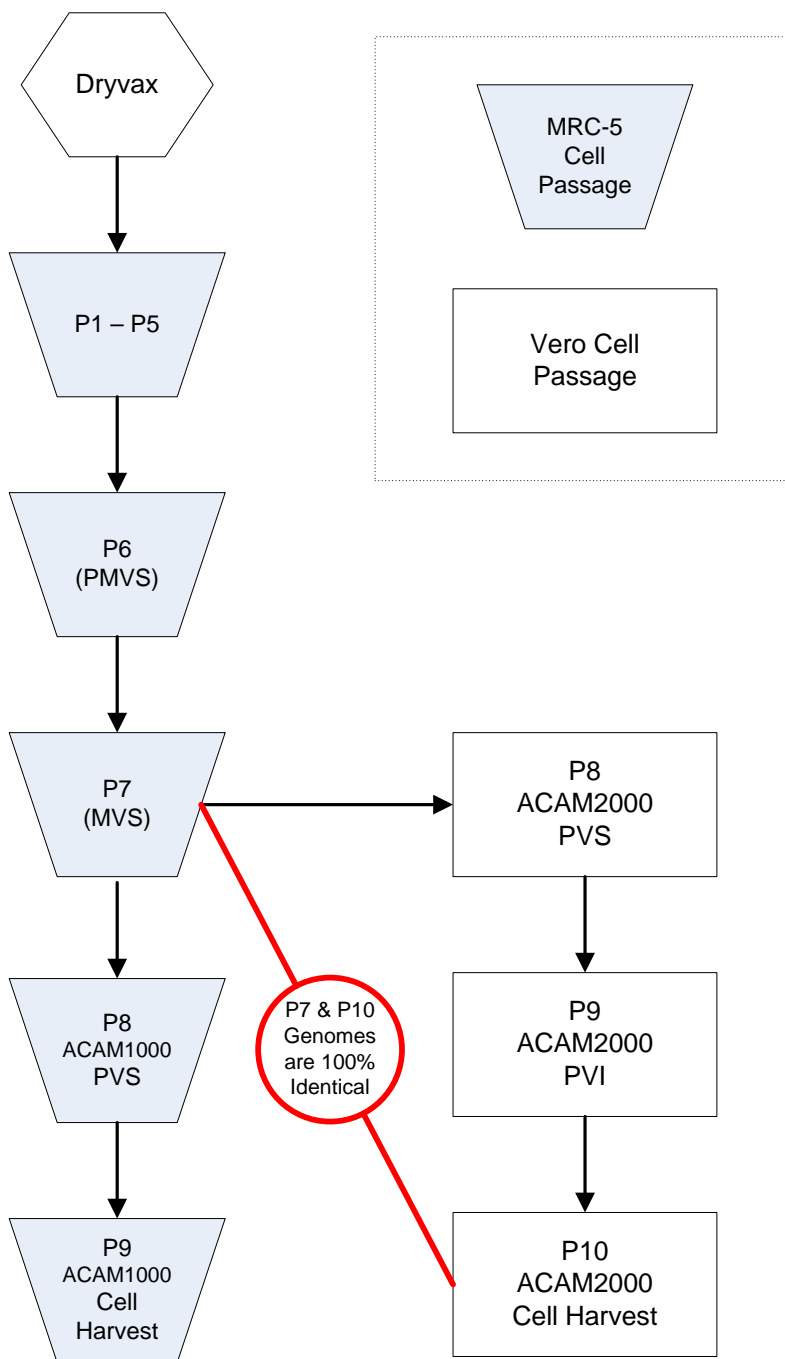 Dryvax
MRC-5
Cell
Passage
P1 – P5
Vero Cell
Passage
P6
(PMVS)
P7
(MVS)
P8
ACAM2000
PVS
P8
ACAM1000
PVS
P7 & P10
Genomes
are 100%
Identical
P9
ACAM2000
PVI
P9
ACAM1000
Cell
Harvest
P10
ACAM2000
Cell Harvest